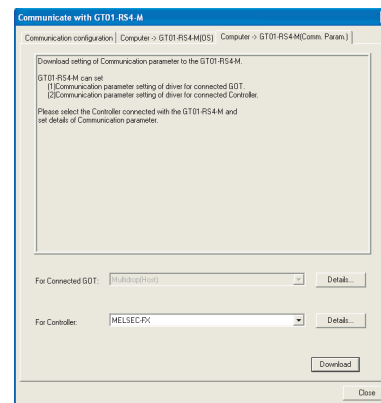 Communicate with GT01-RS4-M
Communication configuration Computer -> GT01-RS4-M(OS) Computer -> GT01-RS4-M(Comm. Param.)
Download setting of Communication parameter to the GT01-RS4-M.
GT01-RS4-M can set
(1)Communication parameter setting of driver for connected GOT.
(2)Communication parameter setting of driver for connected Controller.
Please select the Controller connected with the GT01-RS4-M and
set details of Communication parameter.
For Connected GOT: Multidrop(Host) Details...
For Controller: MELSEC-FX Details...
Download
Close